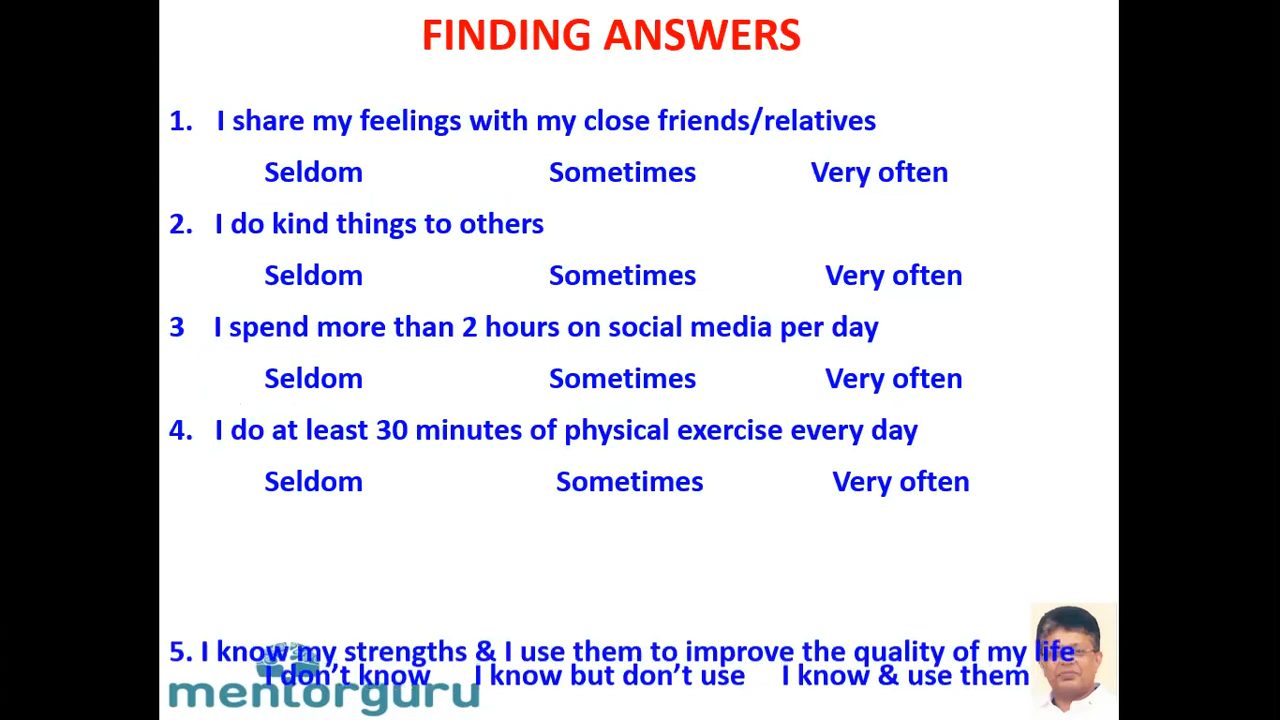 FINDING ANSWERS
1. I share my feelings with my close friends/relatives
Seldom Sometimes Very often
2. I do kind things to others
Seldom Sometimes Very often
3 I spend more than 2 hours on social media per day
Seldom Sometimes Very often
4. I do at least 30 minutes of physical exercise every day
Seldom Sometimes Very often
5. I know my strengths & I use them to improve the quality of my life
I don’t know I know but don’t use I know & use them
mentorguru